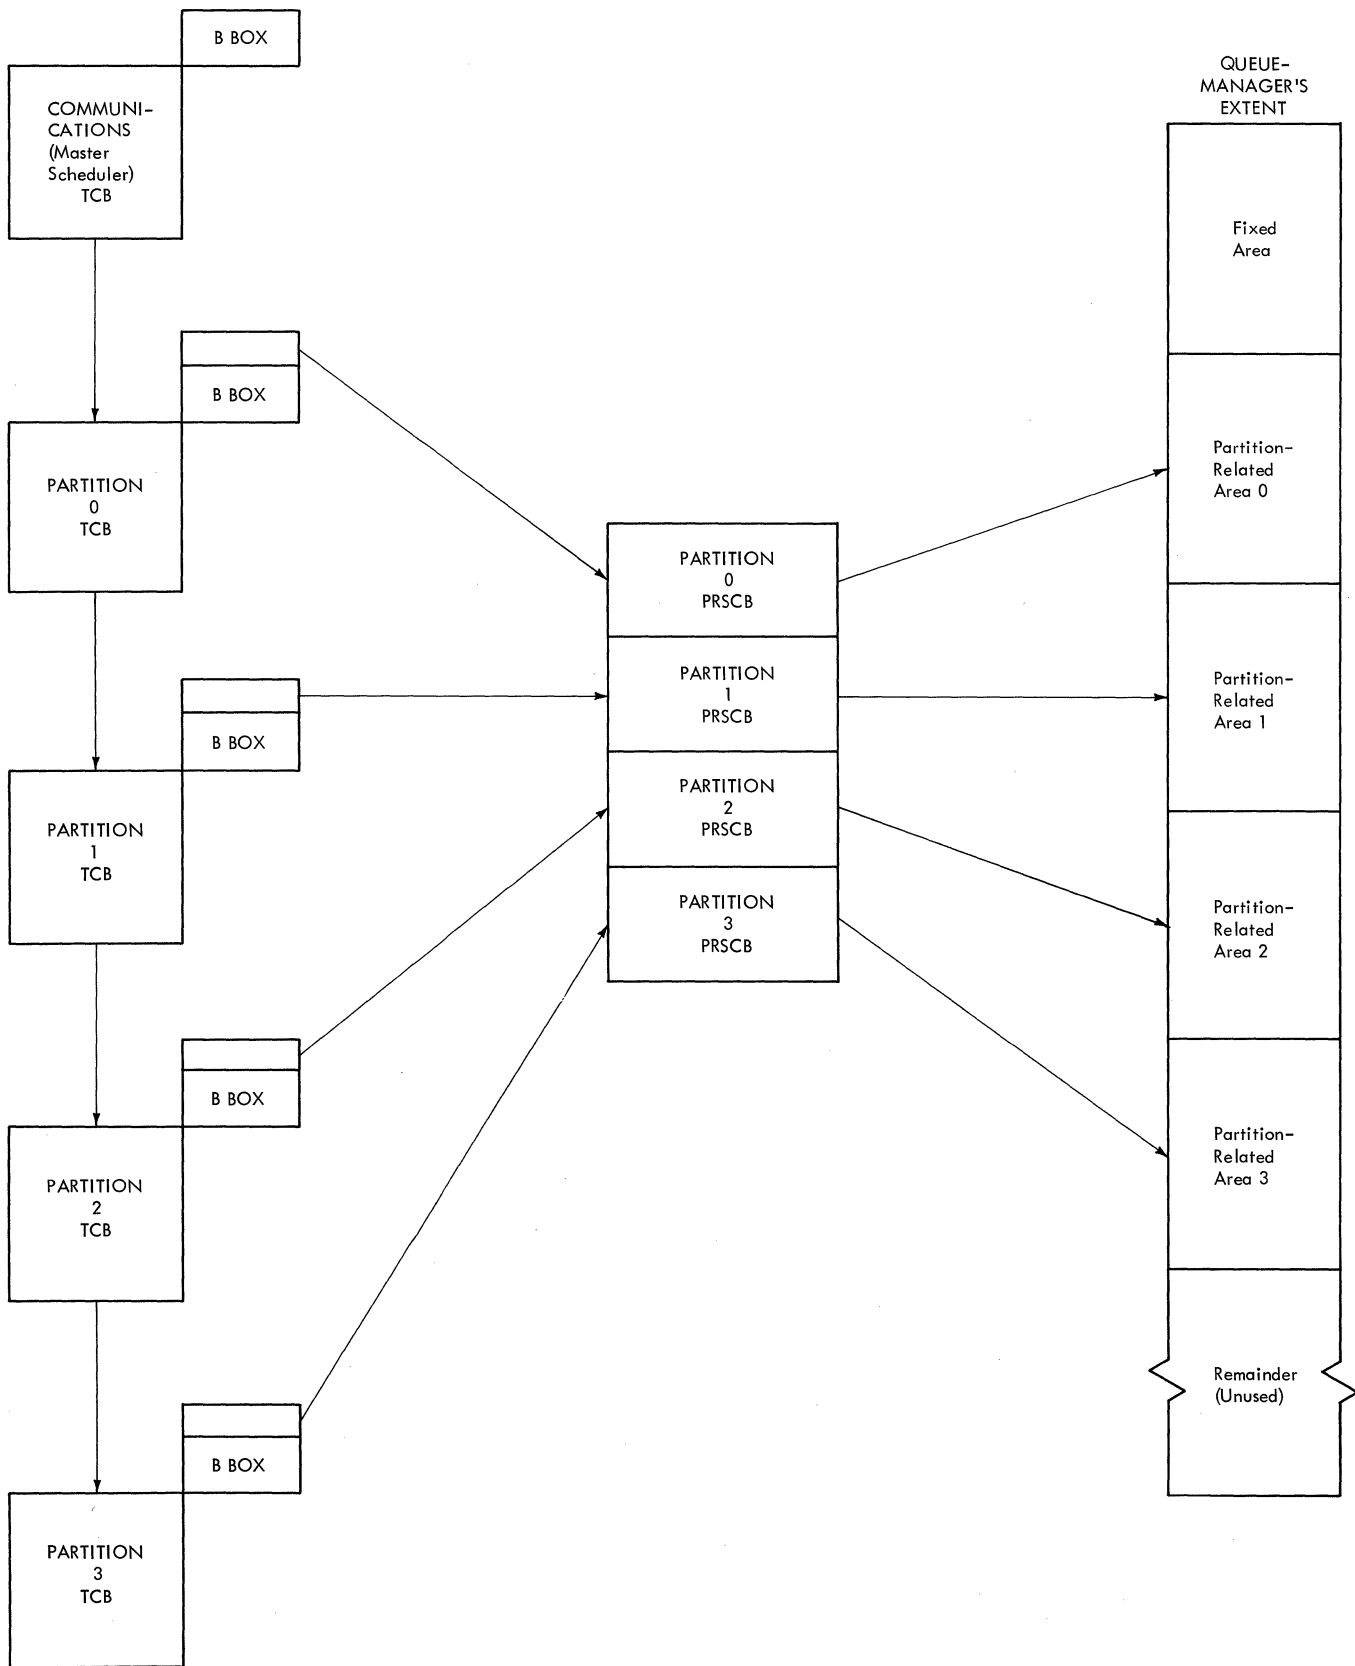 B BOX
COMMUNI-
CATIONS
(Master
Scheduler)
TCB
B BOX
PARTITION
0
TCB
B BOX
PARTITION
1
TCB
B BOX
PARTITION
2
TCB
B BOX
PARTITION
3
TCB
PARTITION
0
PRSCB
PARTITION
1
PRSCB
PARTITION
2
PRSCB
PARTITION
3
PRSCB
QUEUE-
MANAGER'S
EXTENT
Fixed
Area
Partition-
Related
Area 0
Partition-
Related
Area 1
Partition-
Related
Area 2
Partition-
Related
Area 3
Remainder
(Unused)